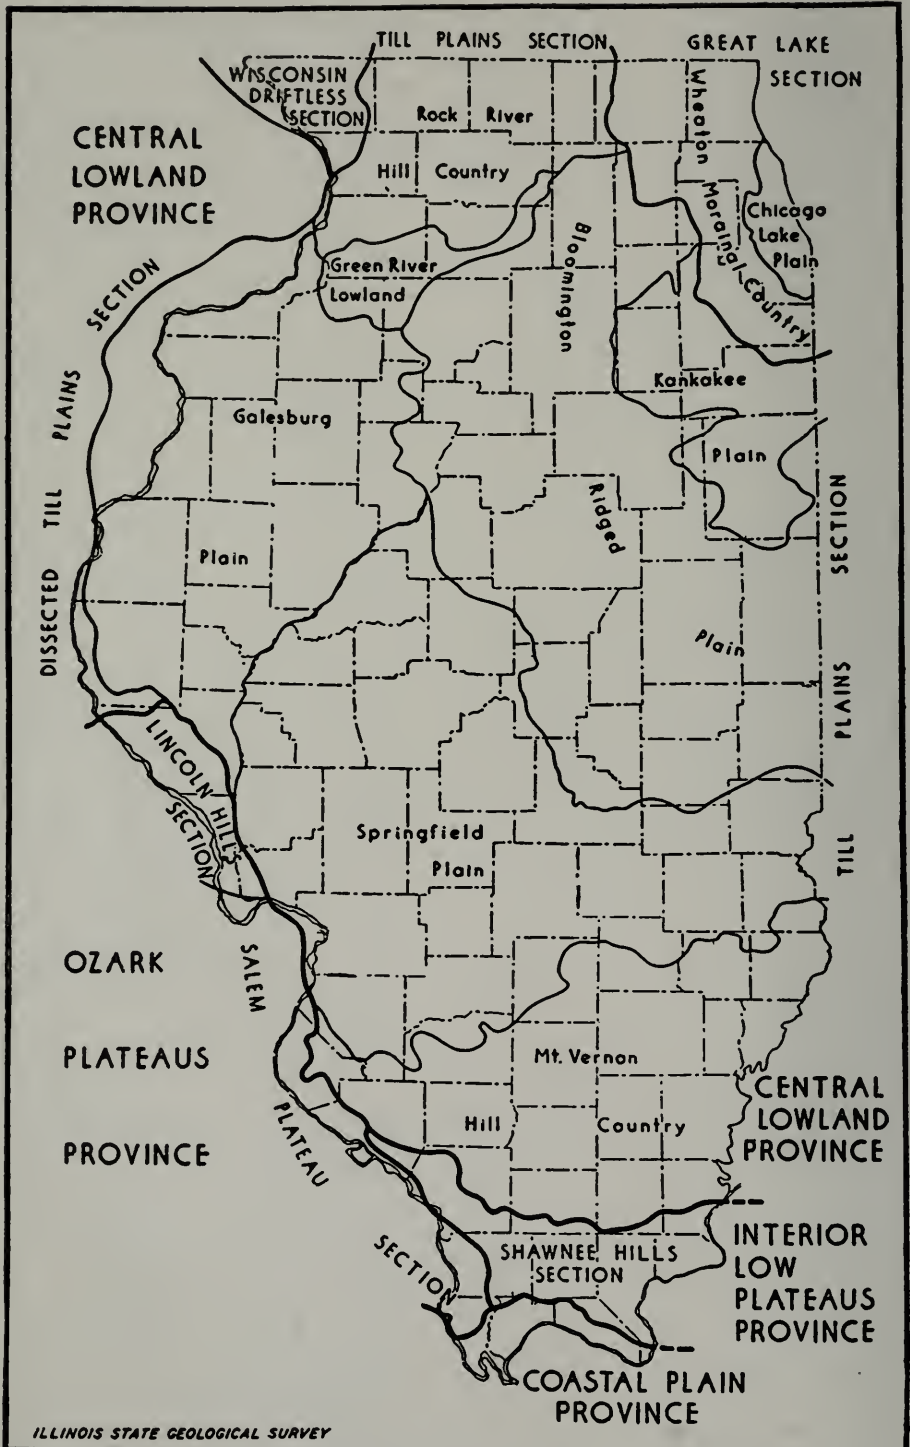 TILL PLAINS SECTION
GREAT LAKE
SECTION
WISCONSIN
DRIFTLESS
SECTION
Rock River
Wheaton
CENTRAL
LOWLAND
PROVINCE
Hill Country
Morainal Country
Chicago
Lake
Plain
Bloomington
Green River
Lowland
DISSECTED TILL PLAINS SECTION
Kankakee
Galesburg
Plain
Ridged
Plain
Plain
TILL PLAINS SECTION
LINCOLN HILLS
SECTION
Springfield
Plain
OZARK
PLATEAUS
PROVINCE
SALEM
PLATEAU
SECTION
Mt. Vernon
Hill Country
CENTRAL
LOWLAND
PROVINCE
SHAWNEE HILLS
SECTION
INTERIOR
LOW
PLATEAUS
PROVINCE
COASTAL PLAIN
PROVINCE
ILLINOIS STATE GEOLOGICAL SURVEY